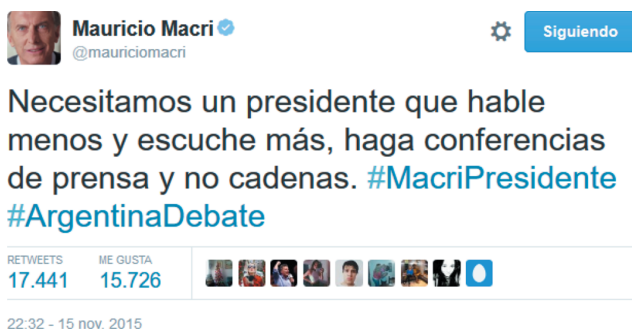 Mauricio Macri
@mauriciomacri
Siguiendo
Necesitamos un presidente que hable
menos y escuche más, haga conferencias
de prensa y no cadenas. #MacriPresidente
#ArgentinaDebate
RETWEETS ME GUSTA
17.441 15.726
22:32 - 15 nov. 2015